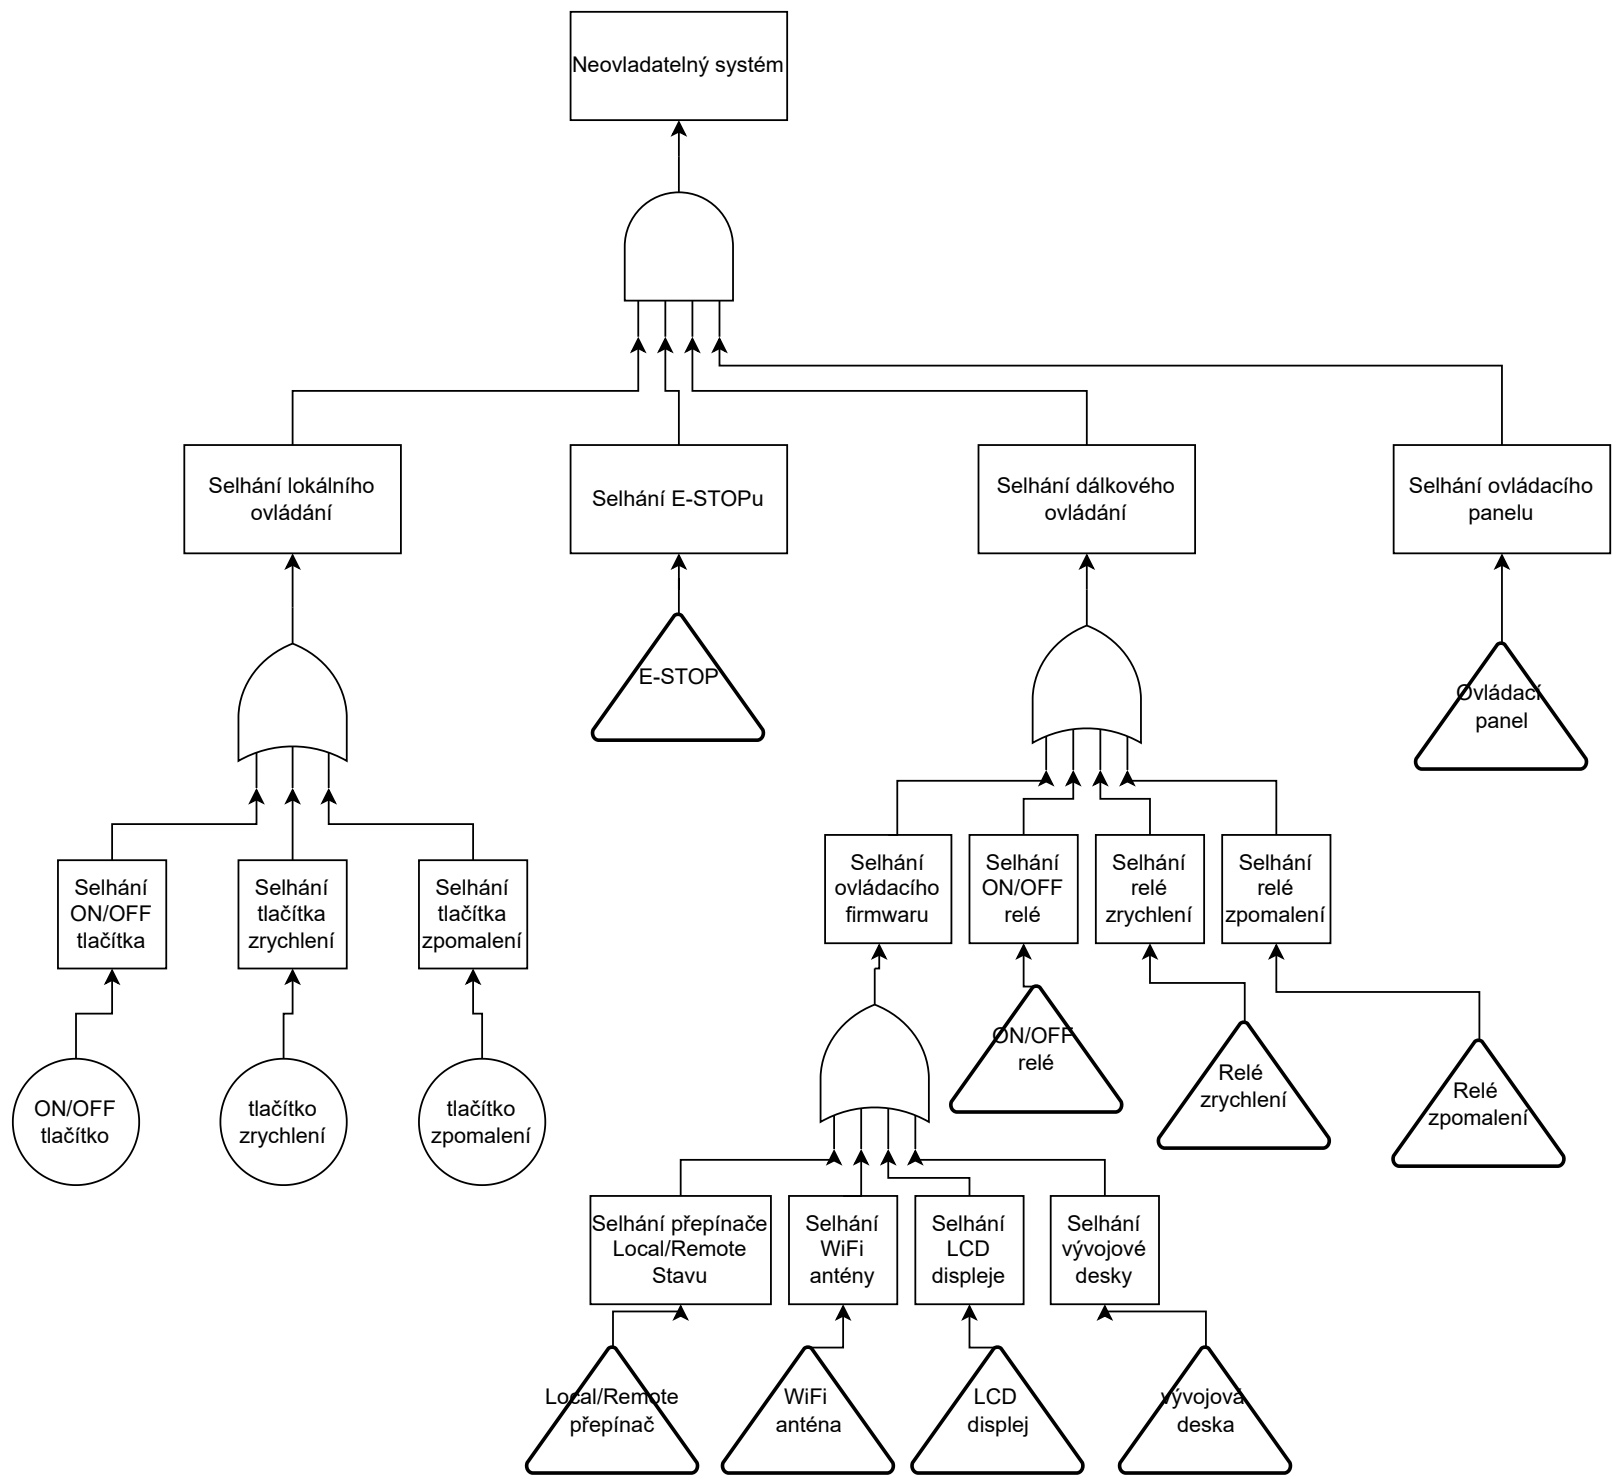 Neovladatelný systém
Selhání lokálního
ovládání
Selhání E-STOPu
Selhání dálkového
ovládání
Selhání ovládacího
panelu
E-STOP
Ovládací
panel
Selhání
ON/OFF
tlačítka
Selhání
tlačítka
zrychlení
Selhání
tlačítka
zpomalení
Selhání
ovládacího
firmwaru
Selhání
ON/OFF
relé
Selhání
relé
zrychlení
Selhání
relé
zpomalení
ON/OFF
tlačítko
tlačítko
zrychlení
tlačítko
zpomalení
ON/OFF
relé
Relé
zrychlení
Relé
zpomalení
Selhání přepínače
Local/Remote
Stavu
Selhání
WiFi
antény
Selhání
LCD
displeje
Selhání
vývojové
desky
Local/Remote
přepínač
WiFi
anténa
LCD
displej
vývojová
deska